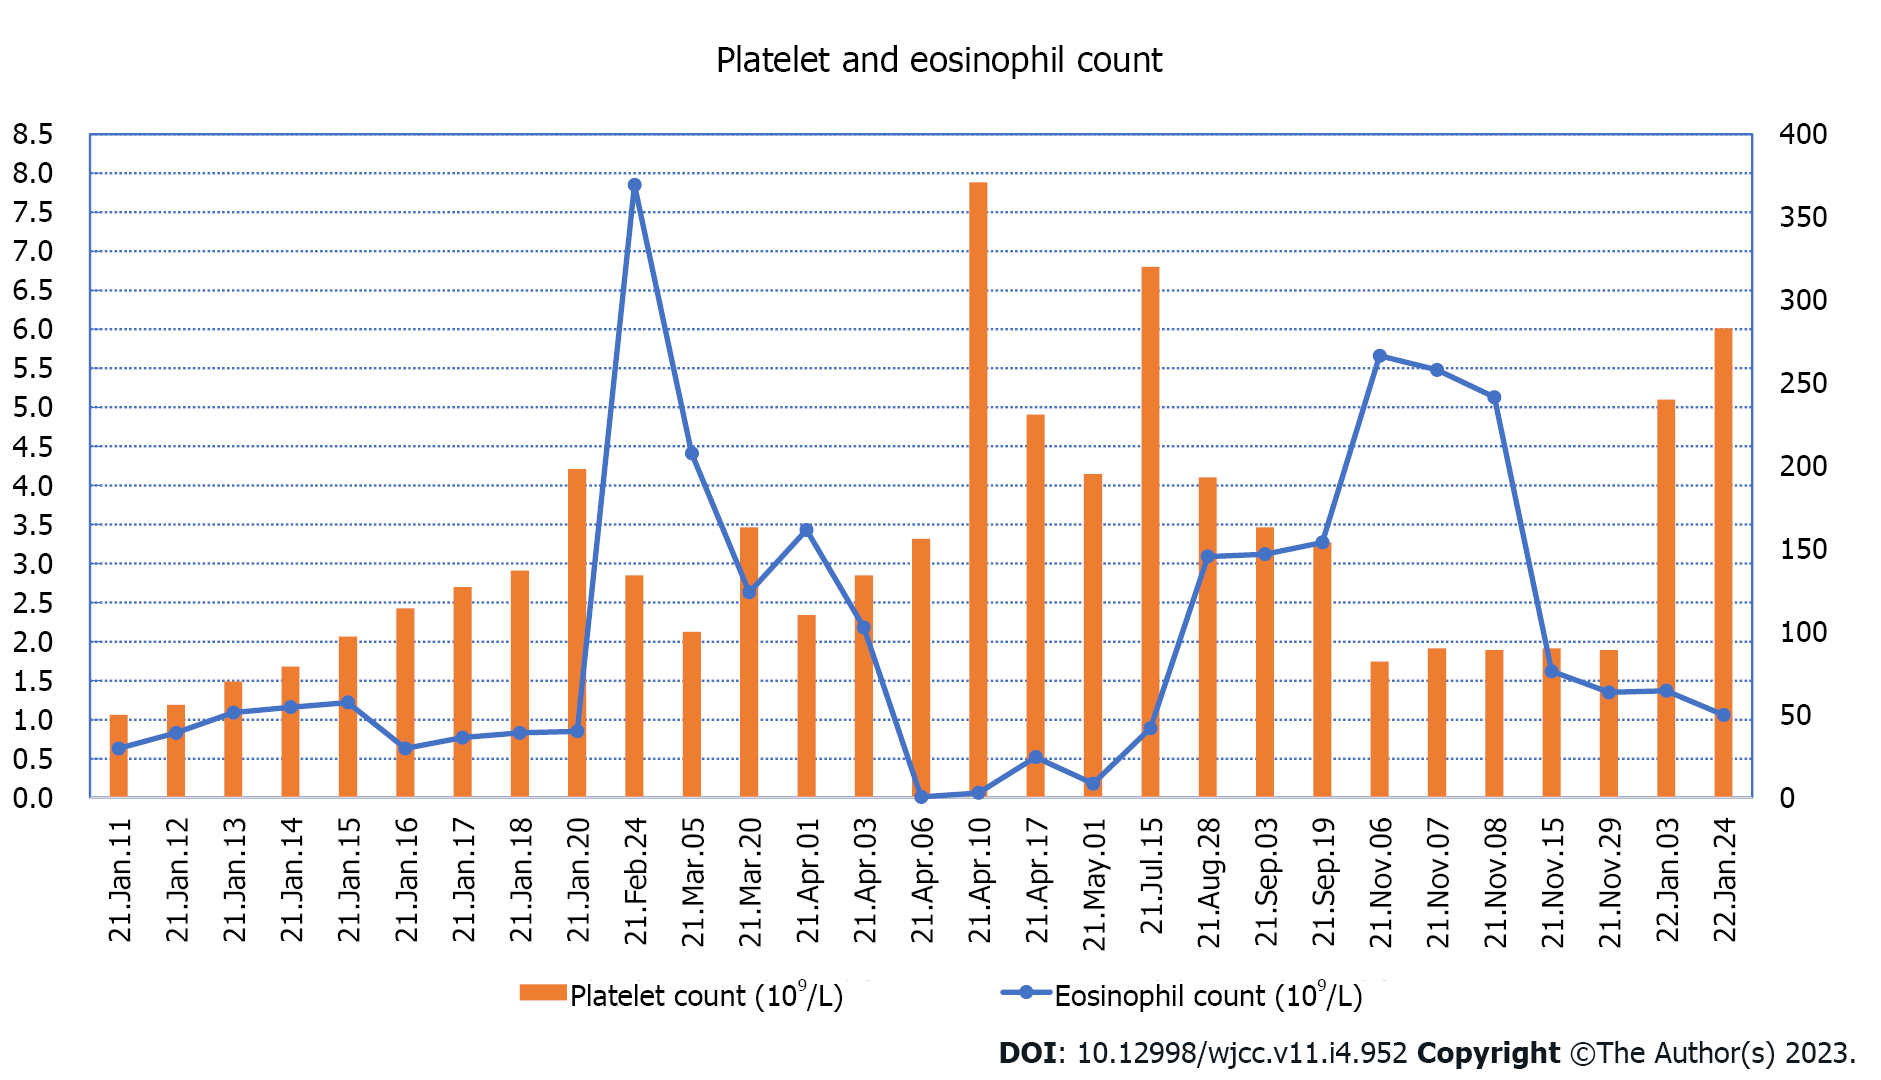 Platelet and eosinophil count
8.5
8.0
7.5
7.0
6.5
6.0
5.5
5.0
4.5
4.0
3.5
3.0
2.5
2.0
1.5
1.0
0.5
0.0
400
350
300
250
200
150
100
50
0
21.Jan.11
21.Jan.12
21.Jan.13
21.Jan.14
21.Jan.15
21.Jan.16
21.Jan.17
21.Jan.18
21.Jan.20
21.Feb.24
21.Mar.05
21.Mar.20
21.Apr.01
21.Apr.03
21.Apr.06
21.Apr.10
21.Apr.17
21.May.01
21.Jul.15
21.Aug.28
21.Sep.03
21.Sep.19
21.Nov.06
21.Nov.07
21.Nov.08
21.Nov.15
21.Nov.29
22.Jan.03
22.Jan.24
Platelet count (10⁹/L)
Eosinophil count (10⁹/L)
DOI: 10.12998/wjcc.v11.i4.952 Copyright ©The Author(s) 2023.